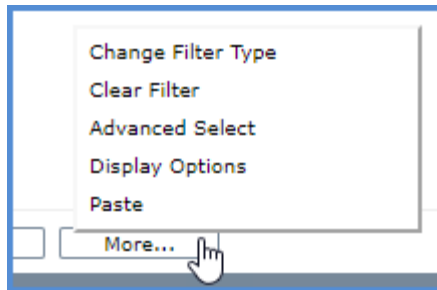 Change Filter Type
Clear Filter
Advanced Select
Display Options
Paste
More...